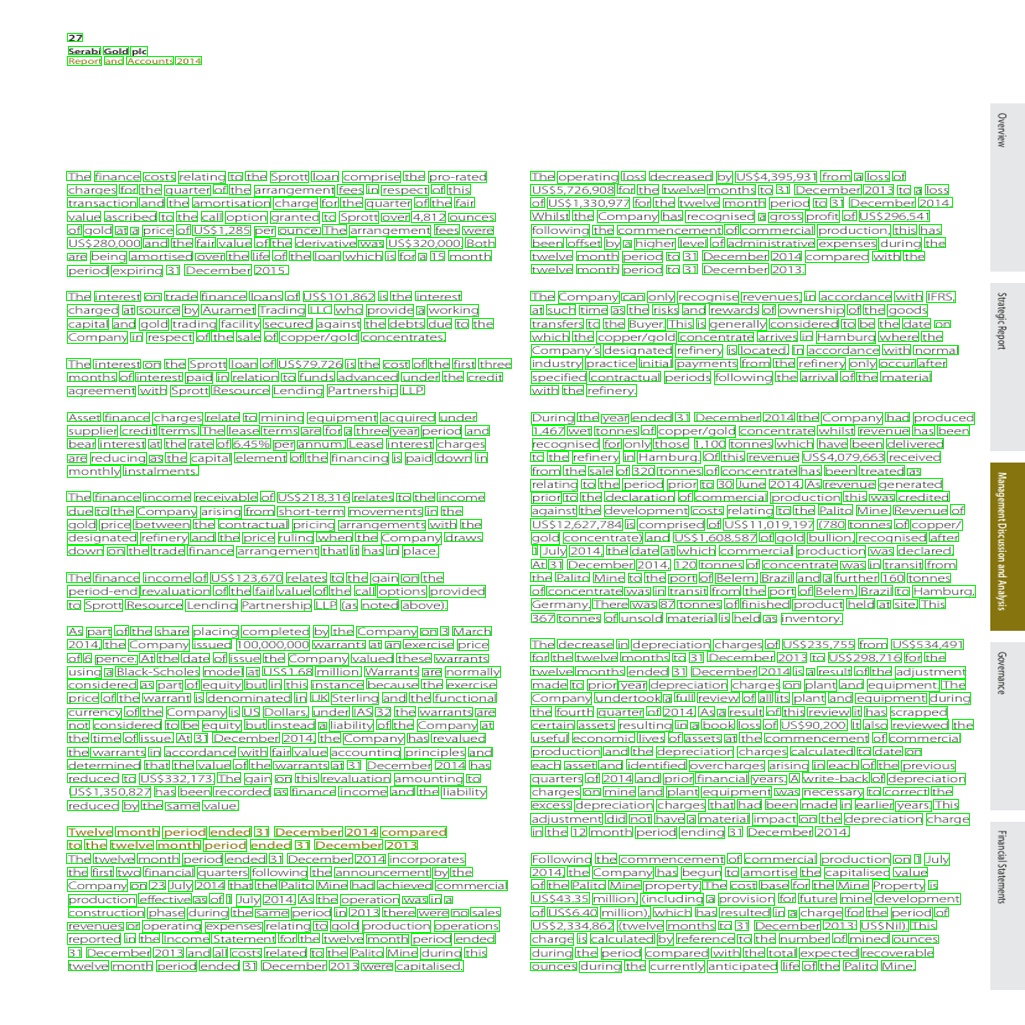 27
Serabi Gold plc
Report and Accounts 2014
The finance costs relating to the Sprott loan comprise the pro-rated
charges for the quarter of the arrangement fees in respect of this
transaction and the amortisation charge for the quarter of the fair
value ascribed to the call option granted to Sprott over 4,812 ounces
of gold at a price of US$1,285 per ounce. The arrangement fees were
US$280,000 and the fair value of the derivative was US$320,000. Both
are being amortised over the life of the loan which is for a 15 month
period expiring 31 December 2015.
The interest on trade finance loans of US$101,862 is the interest
charged at source by Auramet Trading LLC who provide a working
capital and gold trading facility secured against the debts due to the
Company in respect of the sale of copper/gold concentrates.
The interest on the Sprott loan of US$79,726 is the cost of the first three
months of interest paid in relation to funds advanced under the credit
agreement with Sprott Resource Lending Partnership LLP.
Asset finance charges relate to mining equipment acquired under
supplier credit terms. The lease terms are for a three year period and
bear interest at the rate of 6.45% per annum. Lease interest charges
are reducing as the capital element of the financing is paid down in
monthly instalments.
The finance income receivable of US$218,316 relates to the income
due to the Company arising from short-term movements in the
gold price between the contractual pricing arrangements with the
designated refinery and the price ruling when the Company draws
down on the trade finance arrangement that it has in place.
The finance income of US$123,670 relates to the gain on the
period-end revaluation of the fair value of the call options provided
to Sprott Resource Lending Partnership LLP (as noted above).
As part of the share placing completed by the Company on 3 March
2014, the Company issued 100,000,000 warrants at an exercise price
of 6 pence. At the date of issue the Company valued these warrants
using a Black-Scholes model at US$1.68 million. Warrants are normally
considered as part of equity but in this instance because the exercise
price of the warrant is denominated in UK Sterling and the functional
currency of the Company is US Dollars, under IAS 32 the warrants are
not considered to be equity but instead a liability of the Company at
the time of issue. At 31 December 2014, the Company has revalued
the warrants in accordance with fair value accounting principles and
determined that the value of the warrants at 31 December 2014 has
reduced to US$332,173. The gain on this revaluation amounting to
US$1,350,827 has been recorded as finance income and the liability
reduced by the same value.
Twelve month period ended 31 December 2014 compared
to the twelve month period ended 31 December 2013
The twelve month period ended 31 December 2014 incorporates
the first two financial quarters following the announcement by the
Company on 23 July 2014 that the Palito Mine had achieved commercial
production effective as of 1 July 2014. As the operation was in a
construction phase during the same period in 2013 there were no sales
revenues or operating expenses relating to gold production operations
reported in the Income Statement for the twelve month period ended
31 December 2013 and all costs related to the Palito Mine during this
twelve month period ended 31 December 2013 were capitalised.
The operating loss decreased by US$4,395,931 from a loss of
US$5,726,908 for the twelve months to 31 December 2013 to a loss
of US$1,330,977 for the twelve month period to 31 December 2014.
Whilst the Company has recognised a gross profit of US$296,541
following the commencement of commercial production, this has
been offset by a higher level of administrative expenses during the
twelve month period to 31 December 2014 compared with the
twelve month period to 31 December 2013.
The Company can only recognise revenues, in accordance with IFRS,
at such time as the risks and rewards of ownership of the goods
transfers to the Buyer. This is generally considered to be the date on
which the copper/gold concentrate arrives in Hamburg where the
Company's designated refinery is located. In accordance with normal
industry practice initial payments from the refinery only occur after
specified contractual periods following the arrival of the material
with the refinery.
During the year ended 31 December 2014 the Company had produced
1,467 wet tonnes of copper/gold concentrate whilst revenue has been
recognised for only those 1,100 tonnes which have been delivered
to the refinery in Hamburg. Of this revenue US$4,079,663 received
from the sale of 320 tonnes of concentrate has been treated as
relating to the period prior to 30 June 2014. As revenue generated
prior to the declaration of commercial production this was credited
against the development costs relating to the Palito Mine. Revenue of
US$12,627,784 is comprised of US$11,019,197 (780 tonnes of copper/
gold concentrate) and US$1,608,587 of gold bullion, recognised after
1 July 2014, the date at which commercial production was declared.
At 31 December 2014, 120 tonnes of concentrate was in transit from
the Palito Mine to the port of Belem, Brazil and a further 160 tonnes
of concentrate was in transit from the port of Belem, Brazil to Hamburg,
Germany. There was 87 tonnes of finished product held at site. This
367 tonnes of unsold material is held as inventory.
The decrease in depreciation charges of US$235,755 from US$534,491
for the twelve months to 31 December 2013 to US$298,716 for the
twelve months ended 31 December 2014 is a result of the adjustment
made to prior year depreciation charges on plant and equipment. The
Company undertook a full review of all its plant and equipment during
the fourth quarter of 2014. As a result of this review it has scrapped
certain assets resulting in a book loss of US$90,200. It also reviewed the
useful economic lives of assets at the commencement of commercial
production and the depreciation charges calculated to date on
each asset and identified overcharges arising in each of the previous
quarters of 2014 and prior financial years. A write-back of depreciation
charges on mine and plant equipment was necessary to correct the
excess depreciation charges that had been made in earlier years. This
adjustment did not have a material impact on the depreciation charge
in the 12 month period ending 31 December 2014.
Following the commencement of commercial production on 1 July
2014, the Company has begun to amortise the capitalised value
of the Palito Mine property. The cost base for the Mine Property is
US$43.35 million, (including a provision for future mine development
of US$6.40 million), which has resulted in a charge for the period of
US$2,334,862 (twelve months to 31 December 2013: US$Nil). This
charge is calculated by reference to the number of mined ounces
during the period compared with the total expected recoverable
ounces during the currently anticipated life of the Palito Mine.
Overview
Strategic Report
Management Discussion and Analysis
Governance
Financial Statements